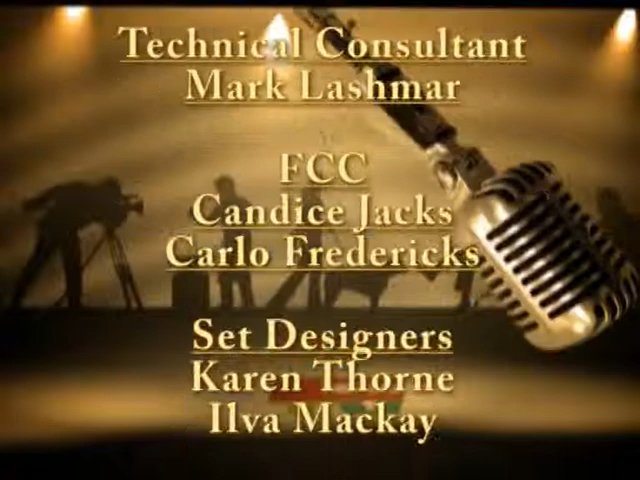 Technical Consultant
Mark Lashmar
FCC
Candice Jacks
Carlo Fredericks
Set Designers
Karen Thorne
Ilva Mackay